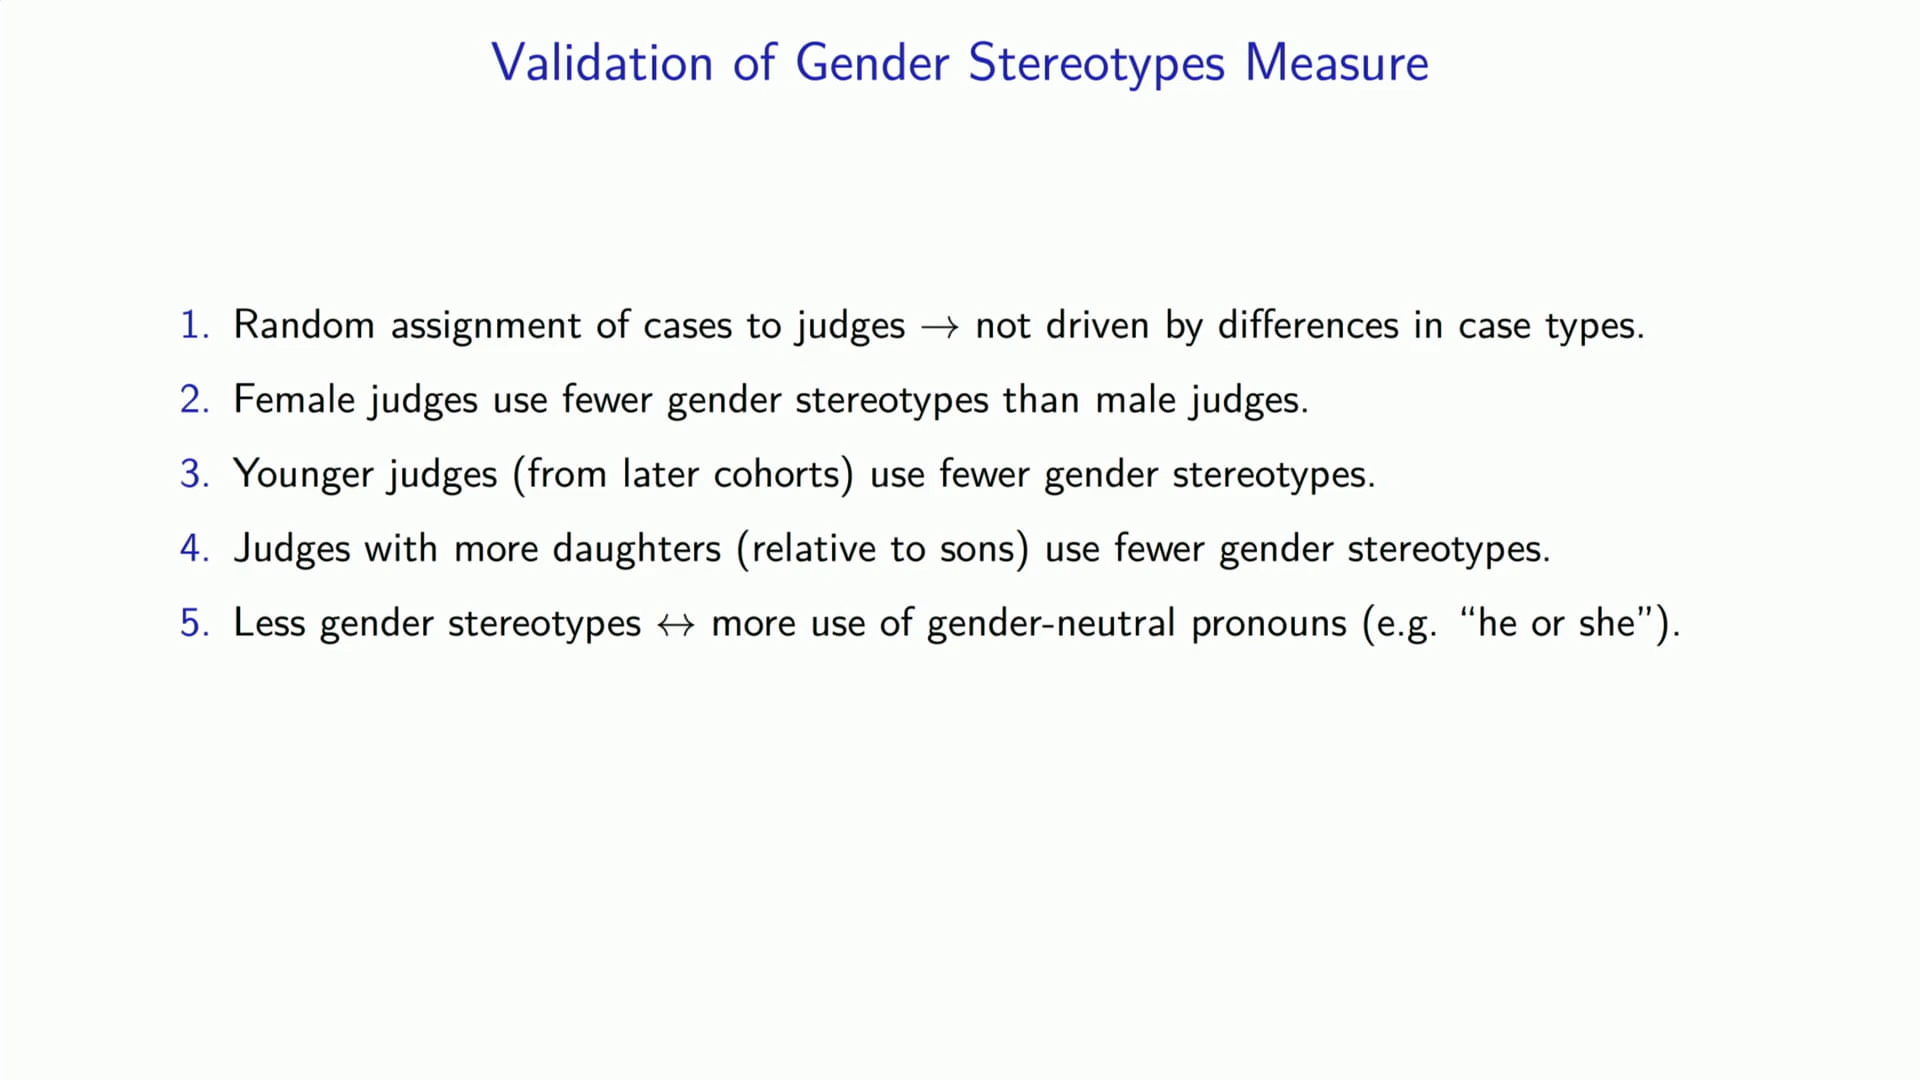 Validation of Gender Stereotypes Measure
1. Random assignment of cases to judges → not driven by differences in case types.
2. Female judges use fewer gender stereotypes than male judges.
3. Younger judges (from later cohorts) use fewer gender stereotypes.
4. Judges with more daughters (relative to sons) use fewer gender stereotypes.
5. Less gender stereotypes ↔ more use of gender-neutral pronouns (e.g. “he or she”).